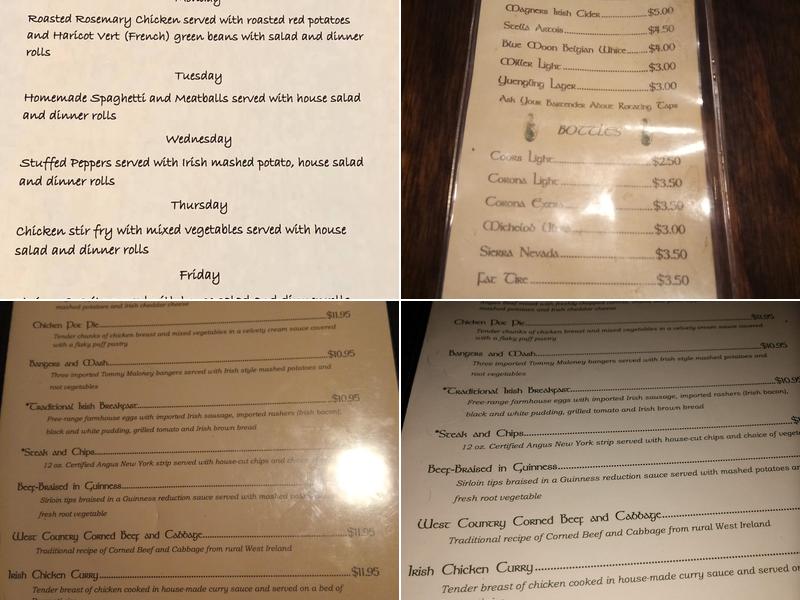 Monday
Roasted Rosemary Chicken served with roasted red potatoes
and Haricot Vert (French) green beans with salad and dinner
rolls
Tuesday
Homemade Spaghetti and Meatballs served with house salad
and dinner rolls
Wednesday
Stuffed Peppers served with Irish mashed potato, house salad
and dinner rolls
Thursday
Chicken stir fry with mixed vegetables served with house
salad and dinner rolls
Friday
Magners Irish Cider $5.00
Stella Artois $4.50
Blue Moon Belgian White $4.00
Miller Light $3.00
Yuengling Lager $3.00
Ask Your Bartender About Rotating Taps
BOTTLES
Coors Light $2.50
Corona Light $3.50
Corona Extra $3.50
Michelob Ultra $3.00
Sierra Nevada $3.50
Fat Tire $3.50
mashed potatoes and Irish cheddar cheese
Chicken Pot Pie $11.95
Tender chunks of chicken breast and mixed vegetables in a velvety cream sauce covered
with a flaky puff pastry
Bangers and Mash $10.95
Three imported Tommy Maloney bangers served with Irish style mashed potatoes and
root vegetables
*Traditional Irish Breakfast $10.95
Free-range farmhouse eggs with imported Irish sausage, imported rashers (Irish bacon),
black and white pudding, grilled tomato and Irish brown bread
*Steak and Chips
12 oz. Certified Angus New York strip served with house-cut chips and choice
Beef-Braised in Guinness
Sirloin tips braised in a Guinness reduction sauce served with mashed
fresh root vegetable
West Country Corned Beef and Cabbage $11.95
Traditional recipe of Corned Beef and Cabbage from rural West Ireland
Irish Chicken Curry $11.95
Tender breast of chicken cooked in house-made curry sauce and served on a bed of
mashed potatoes and Irish cheddar cheese
Chicken Pot Pie $11.95
Tender chunks of chicken breast and mixed vegetables in a velvety cream sauce covered
with a flaky puff pastry
Bangers and Mash $10.95
Three imported Tommy Maloney bangers served with Irish style mashed potatoes and
root vegetables
*Traditional Irish Breakfast $10.95
Free-range farmhouse eggs with imported Irish sausage, imported rashers (Irish bacon),
black and white pudding, grilled tomato and Irish brown bread
*Steak and Chips
12 oz. Certified Angus New York strip served with house-cut chips and choice of
Beef-Braised in Guinness
Sirloin tips braised in a Guinness reduction sauce served with mashed potatoes
fresh root vegetable
West Country Corned Beef and Cabbage
Traditional recipe of Corned Beef and Cabbage from rural West Ireland
Irish Chicken Curry
Tender breast of chicken cooked in house-made curry sauce and served on